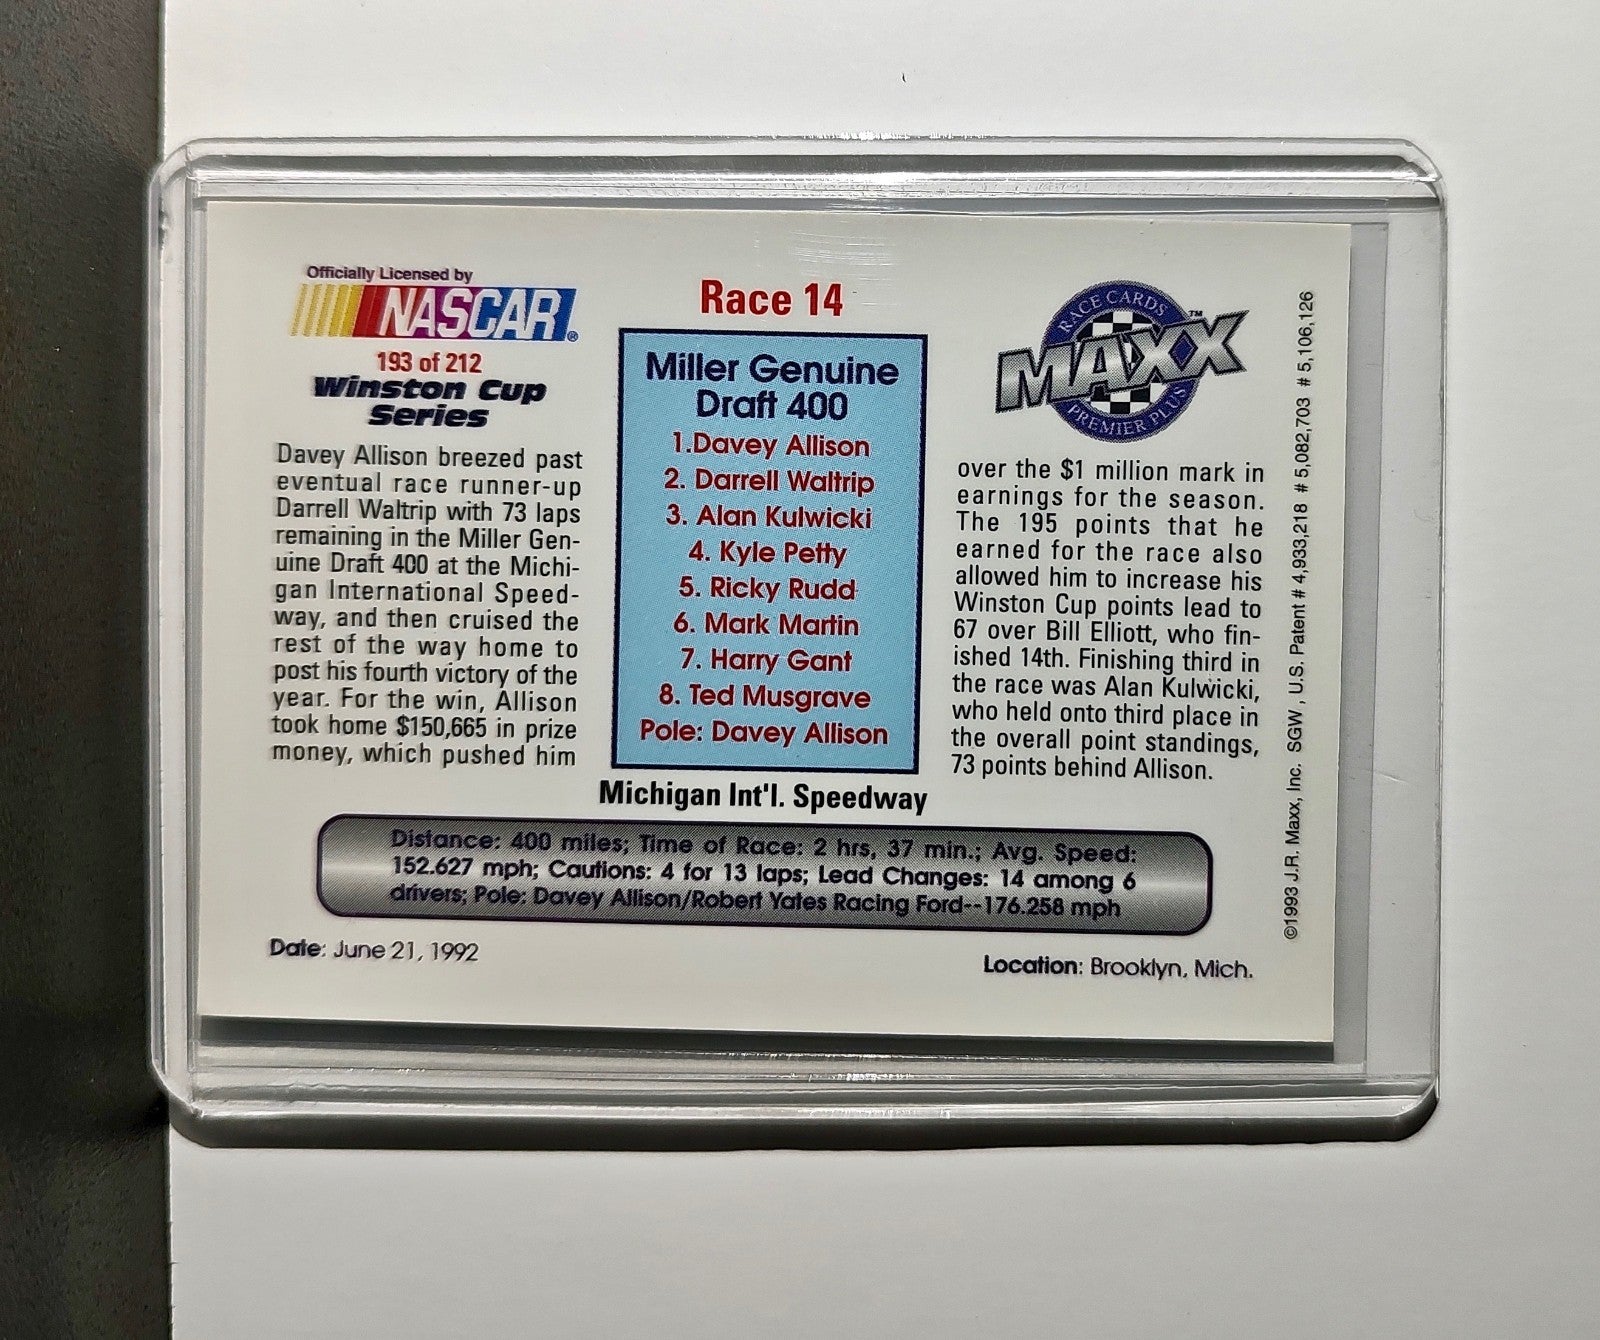 Officially Licensed by
NASCAR®
193 of 212
Winston Cup
Series
Davey Allison breezed past
eventual race runner-up
Darrell Waltrip with 73 laps
remaining in the Miller Gen-
uine Draft 400 at the Michi-
gan International Speed-
way, and then cruised the
rest of the way home to
post his fourth victory of the
year. For the win, Allison
took home $150,665 in prize
money, which pushed him
Race 14
Miller Genuine
Draft 400
1.Davey Allison
2. Darrell Waltrip
3. Alan Kulwicki
4. Kyle Petty
5. Ricky Rudd
6. Mark Martin
7. Harry Gant
8. Ted Musgrave
Pole: Davey Allison
Michigan Int'l. Speedway
RACE CARDS
MAXX™
PREMIER PLUS
over the $1 million mark in
earnings for the season.
The 195 points that he
earned for the race also
allowed him to increase his
Winston Cup points lead to
67 over Bill Elliott, who fin-
ished 14th. Finishing third in
the race was Alan Kulwicki,
who held onto third place in
the overall point standings,
73 points behind Allison.
Distance: 400 miles; Time of Race: 2 hrs, 37 min.; Avg. Speed:
152.627 mph; Cautions: 4 for 13 laps; Lead Changes: 14 among 6
drivers; Pole: Davey Allison/Robert Yates Racing Ford--176.258 mph
Date: June 21, 1992
Location: Brooklyn, Mich.
©1993 J.R. Maxx, Inc. SGW , U.S. Patent # 4,933,218 # 5,082,703 # 5,106,126